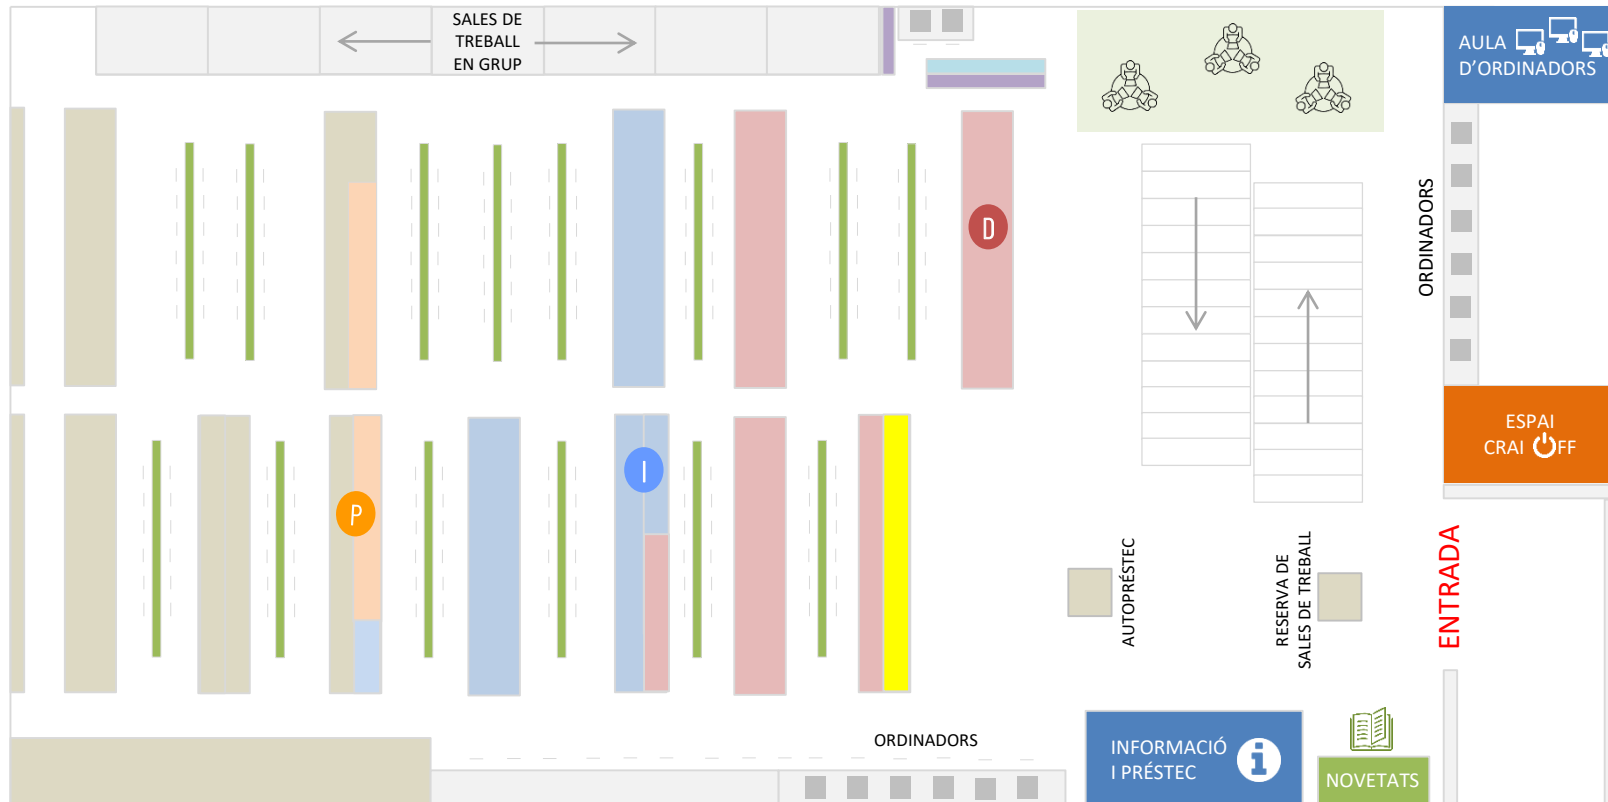 SALES DE
TREBALL
EN GRUP
AULA
D'ORDINADORS
ORDINADORS
D
ESPAI
CRAI FF
P
I
ENTRADA
AUTOPRÉSTEC
RESERVA DE
SALES DE TREBALL
ORDINADORS
INFORMACIÓ
I PRÉSTEC
i
NOVETATS